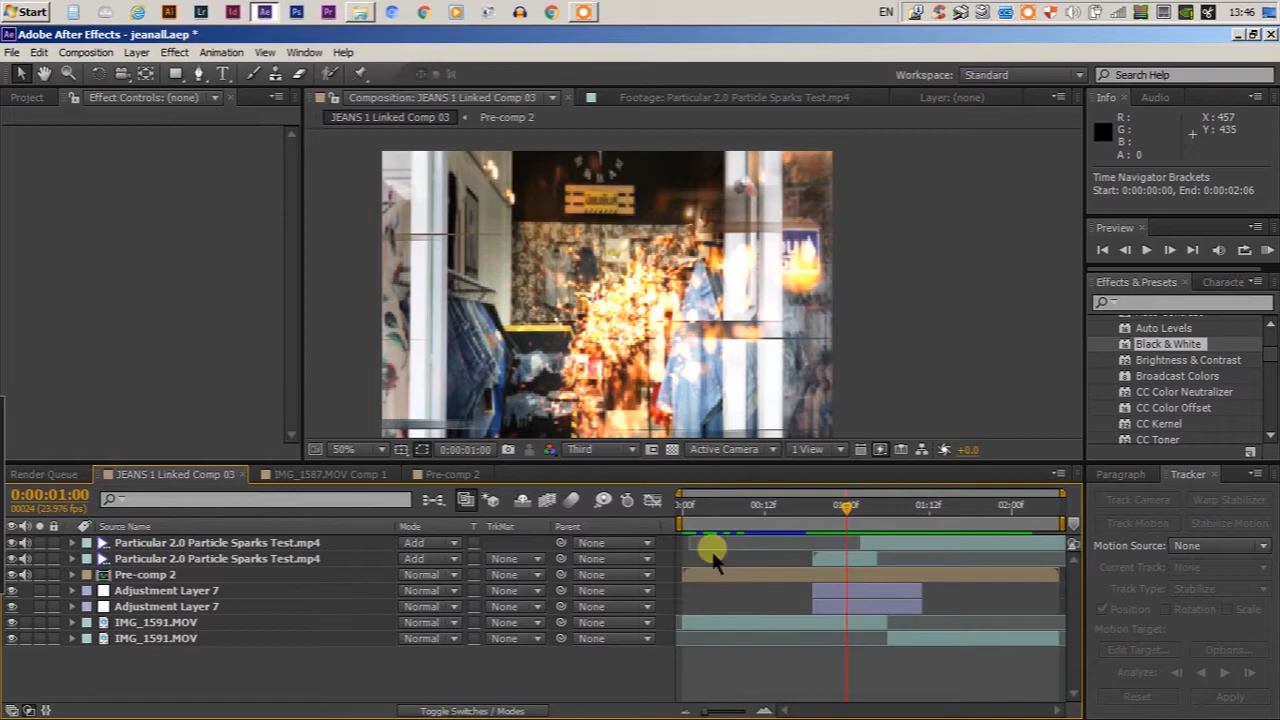 Start
Ai
Lr
Id
Ae
Ps
Pr
EN
13:46
Ae Adobe After Effects - jeanall.aep *
File Edit Composition Layer Effect Animation View Window Help
Workspace: Standard
Search Help
Project
Effect Controls: (none)
Composition: JEANS 1 Linked Comp 03
Footage: Particular 2.0 Particle Sparks Test.mp4
Layer: (none)
Info
Audio
JEANS 1 Linked Comp 03
Pre-comp 2
R :
G :
B :
A : 0
X : 457
Y : 435
Time Navigator Brackets
Start: 0:00:00:00, End: 0:00:02:06
Preview
Effects & Presets
Characte
Auto Levels
Black & White
Brightness & Contrast
Broadcast Colors
CC Color Neutralizer
CC Color Offset
CC Kernel
CC Toner
50%
0:00:01:00
Third
Active Camera
1 View
+0.0
Render Queue
JEANS 1 Linked Comp 03
IMG_1587.MOV Comp 1
Pre-comp 2
Paragraph
Tracker
0:00:01:00
00024 (23.976 fps)
:00f 00:12f 01:00f 01:12f 02:00f
Source Name Mode T TrkMat Parent
Particular 2.0 Particle Sparks Test.mp4 Add None
Particular 2.0 Particle Sparks Test.mp4 Add None None
Pre-comp 2 Normal None None
Adjustment Layer 7 Normal None None
Adjustment Layer 7 Normal None None
IMG_1591.MOV Normal None None
IMG_1591.MOV Normal None None
Track Camera Warp Stabilizer
Track Motion Stabilize Motion
Motion Source: None
Current Track: None
Track Type: Stabilize
Position Rotation Scale
Motion Target:
Edit Target... Options...
Analyze:
Reset Apply
Toggle Switches / Modes